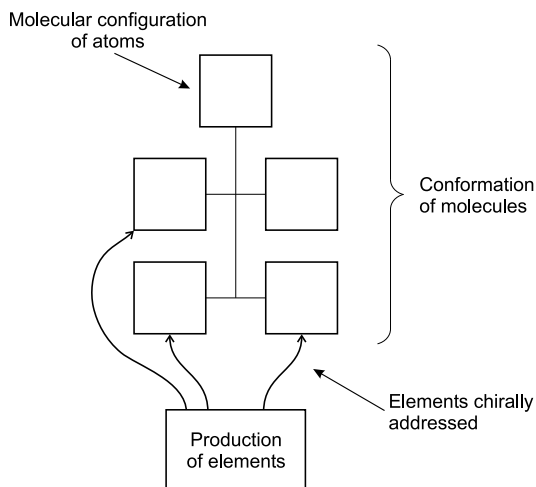 Molecular configuration
of atoms
Conformation
of molecules
Elements chirally
addressed
Production
of elements